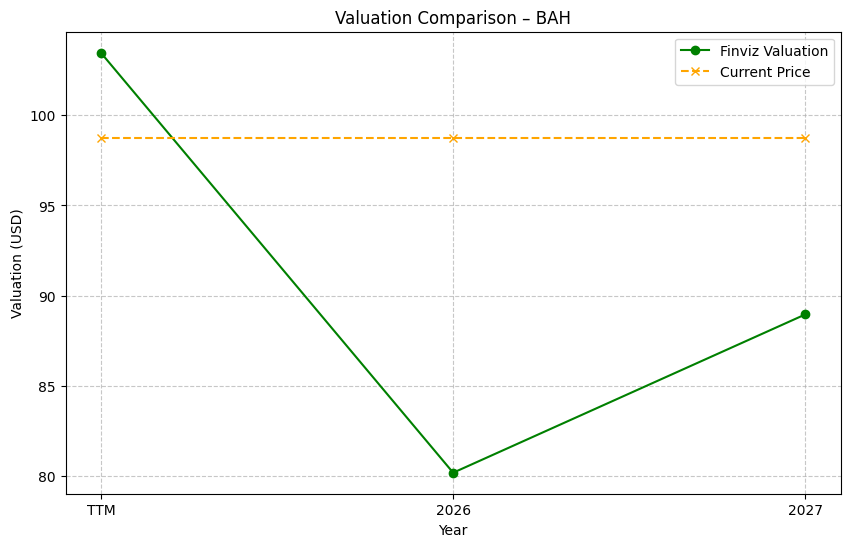 Valuation Comparison – BAH
Finviz Valuation
Current Price
Valuation (USD)
100
95
90
85
80
TTM
2026
2027
Year